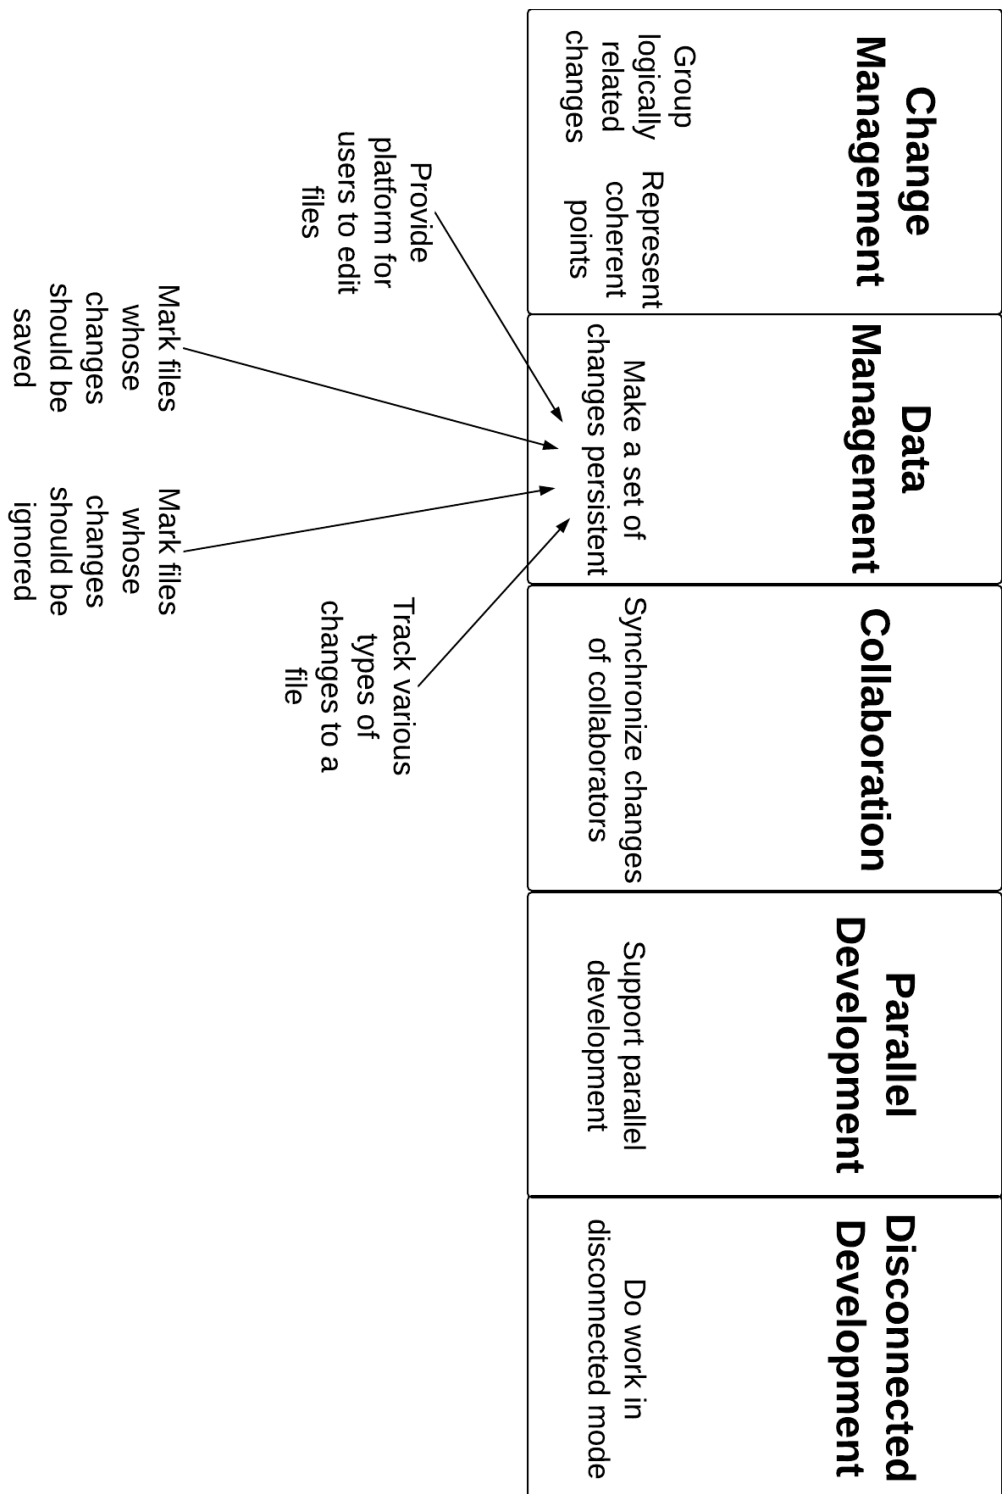 Change
Management
Group
logically
related
changes
Represent
coherent
points
Data
Management
Make a set of
changes persistent
Collaboration
Synchronize changes
of collaborators
Parallel
Development
Support parallel
development
Disconnected
Development
Do work in
disconnected mode
Provide
platform for
users to edit
files
Mark files
whose
changes
should be
saved
Mark files
whose
changes
should be
ignored
Track various
types of
changes to a
file